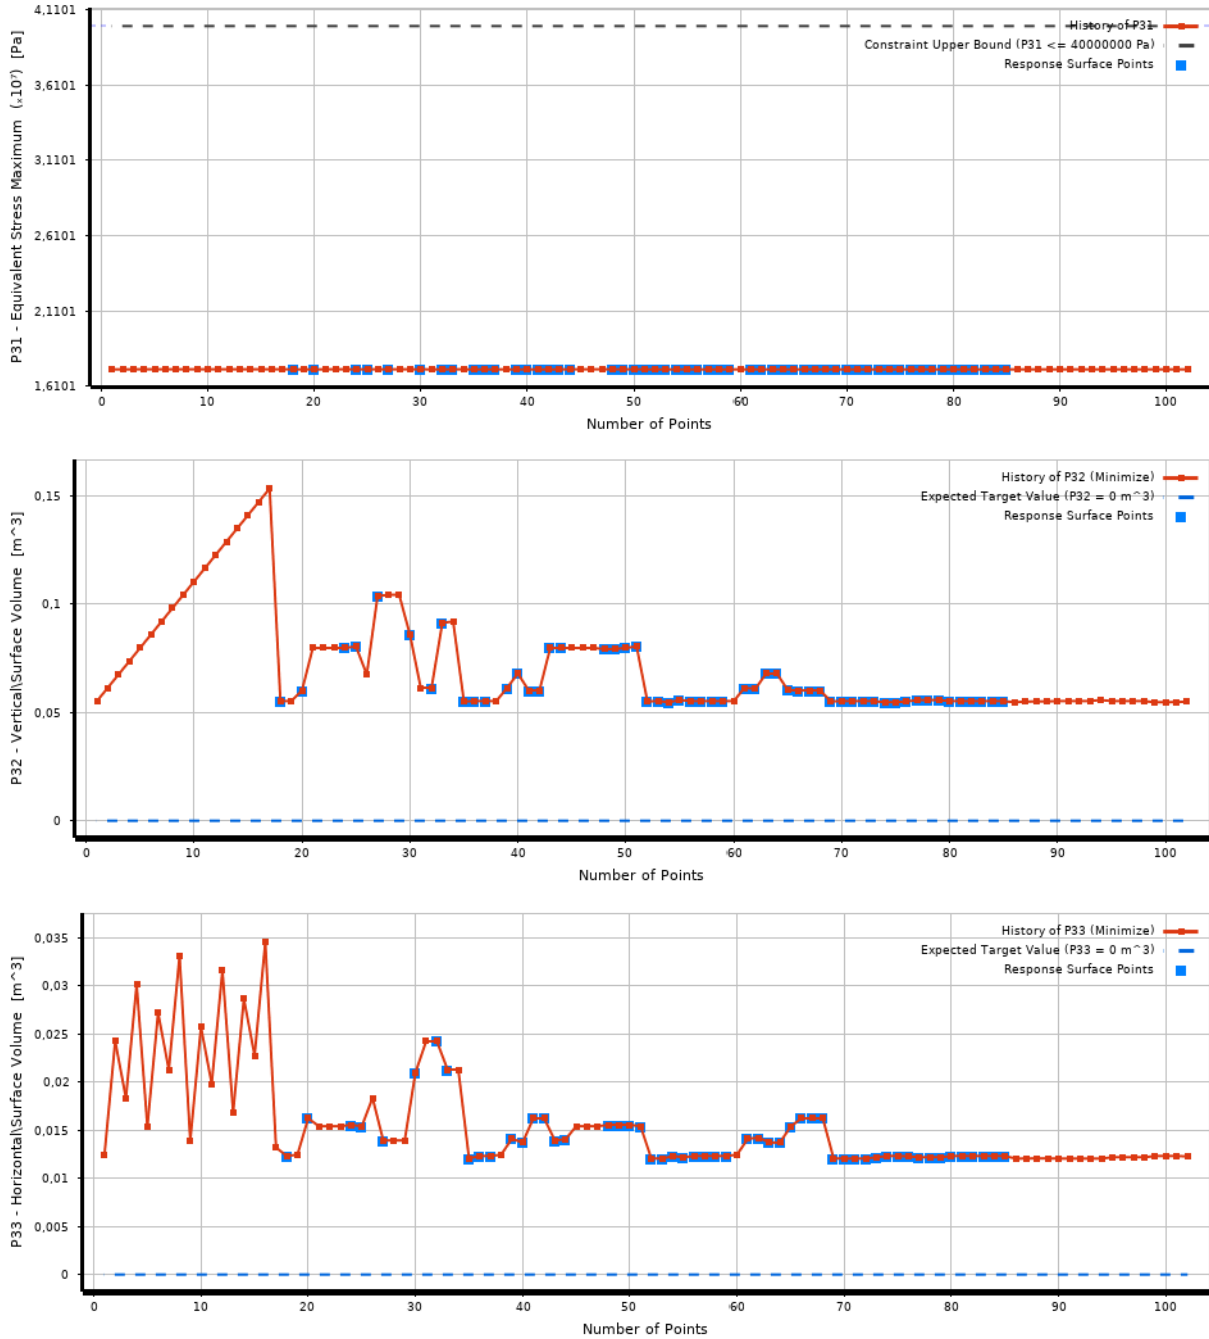 4,1101
3,6101
3,1101
2,6101
2,1101
1,6101
P31 - Equivalent Stress Maximum (ₓ10⁷) [Pa]
History of P31
Constraint Upper Bound (P31 <= 40000000 Pa)
Response Surface Points
0 10 20 30 40 50 60 70 80 90 100
Number of Points
0,15
0,1
0,05
0
P32 - Vertical\Surface Volume [m^3]
History of P32 (Minimize)
Expected Target Value (P32 = 0 m^3)
Response Surface Points
0 10 20 30 40 50 60 70 80 90 100
Number of Points
0,035
0,03
0,025
0,02
0,015
0,01
0,005
0
P33 - Horizontal\Surface Volume [m^3]
History of P33 (Minimize)
Expected Target Value (P33 = 0 m^3)
Response Surface Points
0 10 20 30 40 50 60 70 80 90 100
Number of Points